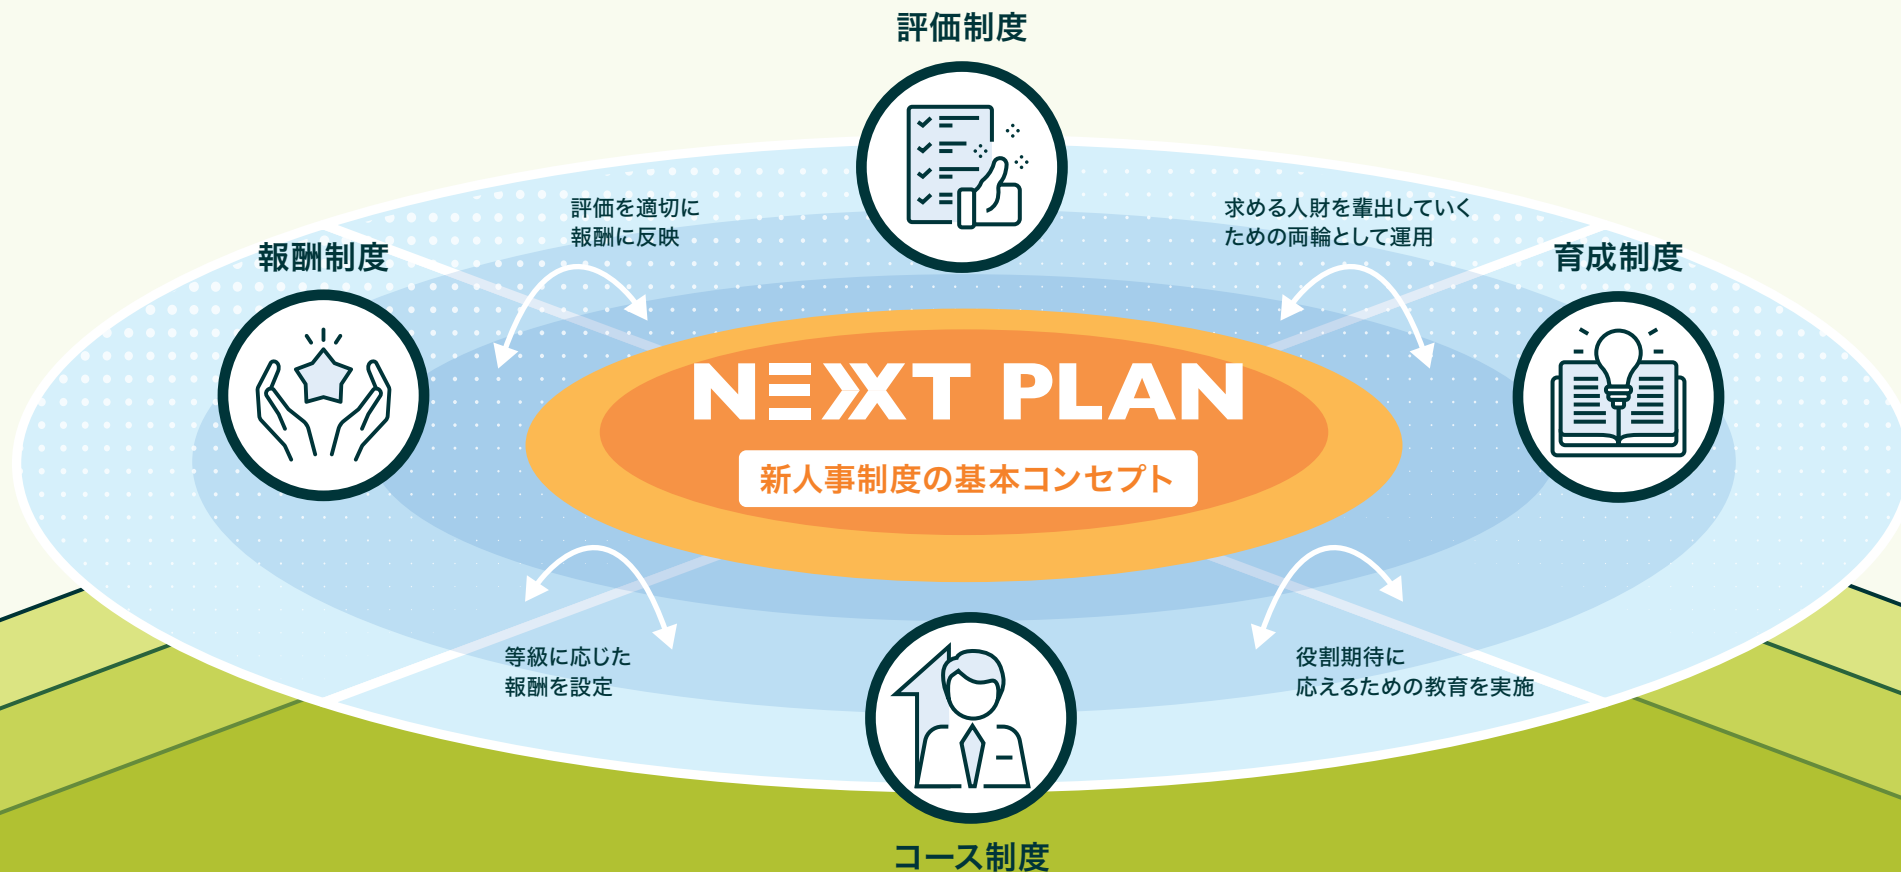 評価制度
評価を適切に
報酬に反映
求める人財を輩出していく
ための両輪として運用
報酬制度
育成制度
NEXT PLAN
新人事制度の基本コンセプト
等級に応じた
報酬を設定
役割期待に
応えるための教育を実施
コース制度